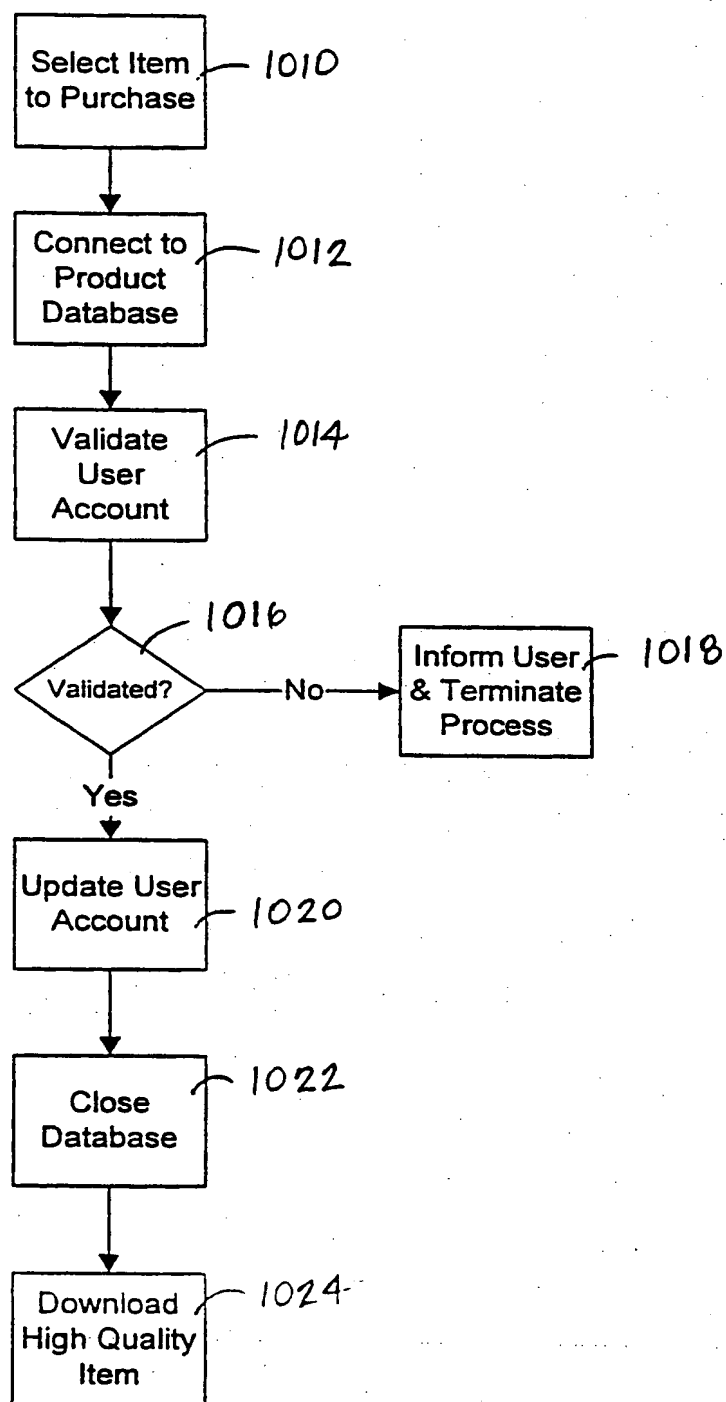 Select Item
to Purchase
1010
Connect to
Product
Database
1012
Validate
User
Account
1014
Validated?
1016
No
Inform User
& Terminate
Process
1018
Yes
Update User
Account
1020
Close
Database
1022
Download
High Quality
Item
1024